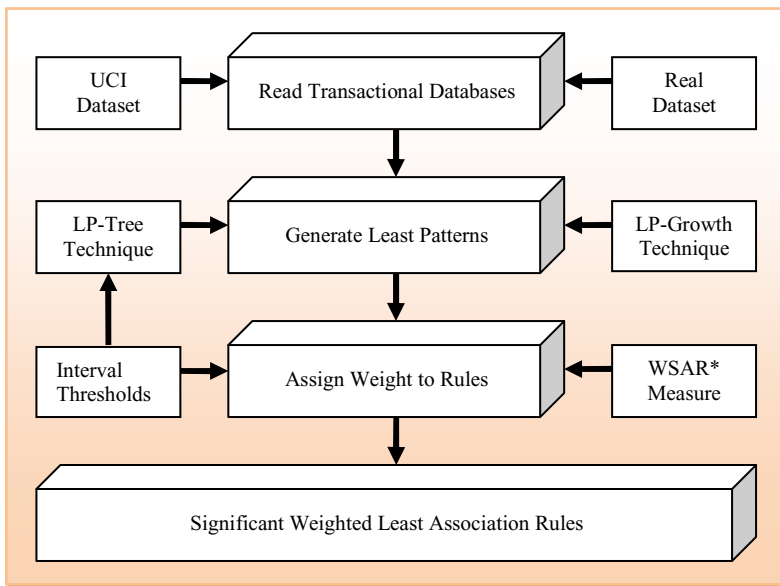 UCI
Dataset
Read Transactional Databases
Real
Dataset
LP-Tree
Technique
Generate Least Patterns
LP-Growth
Technique
Interval
Thresholds
Assign Weight to Rules
WSAR*
Measure
Significant Weighted Least Association Rules